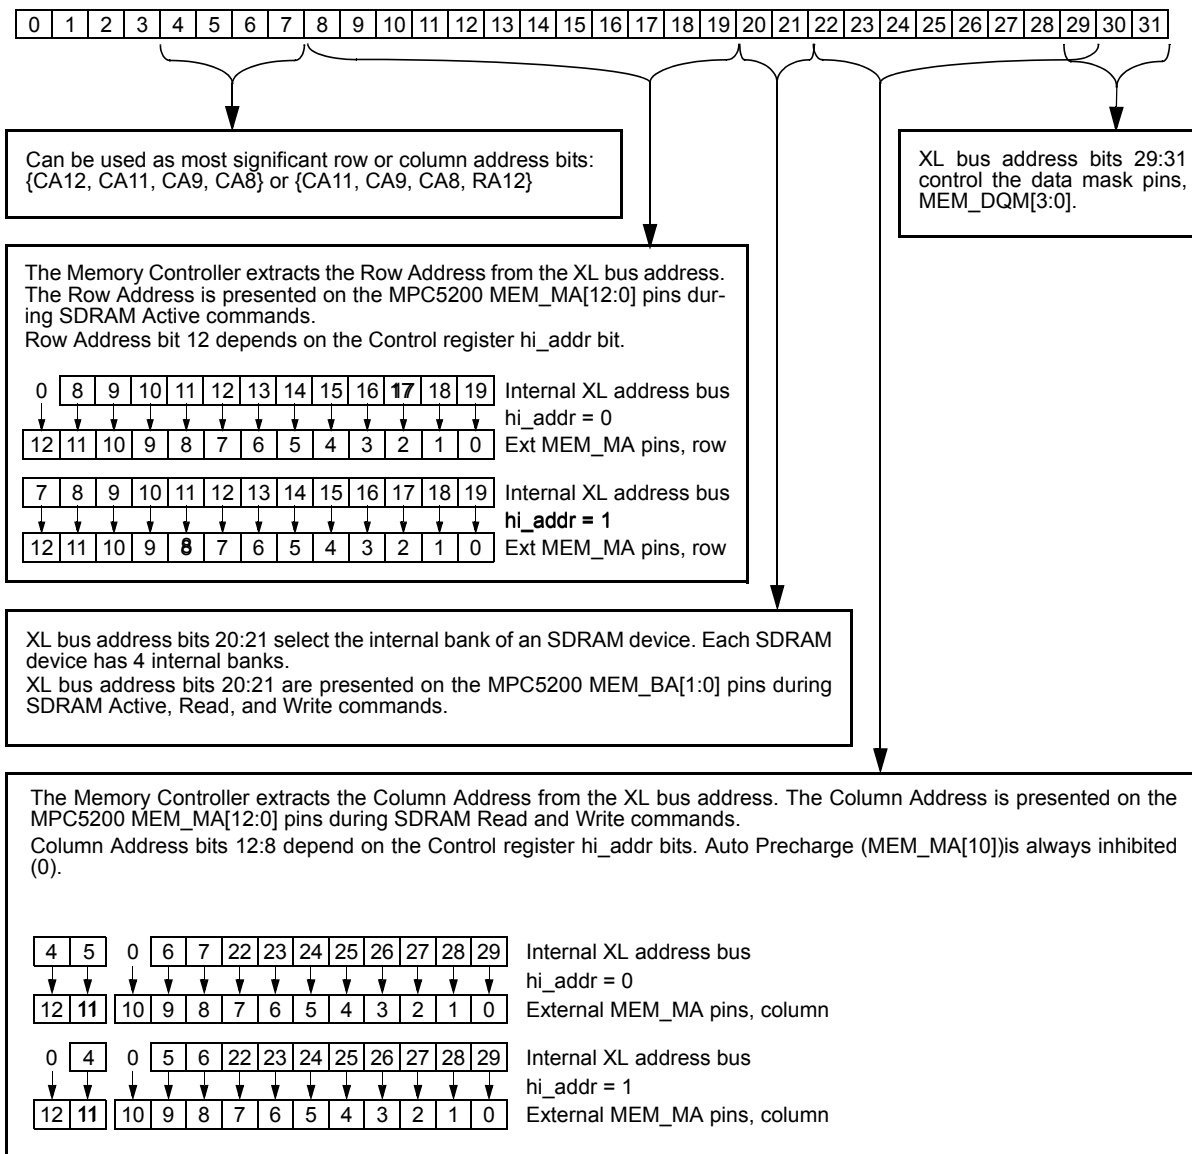 0 1 2 3 4 5 6 7 8 9 10 11 12 13 14 15 16 17 18 19 20 21 22 23 24 25 26 27 28 29 30 31
Can be used as most significant row or column address bits:
{CA12, CA11, CA9, CA8} or {CA11, CA9, CA8, RA12}
XL bus address bits 29:31
control the data mask pins,
MEM_DQM[3:0].
The Memory Controller extracts the Row Address from the XL bus address.
The Row Address is presented on the MPC5200 MEM_MA[12:0] pins dur-
ing SDRAM Active commands.
Row Address bit 12 depends on the Control register hi_addr bit.
0 8 9 10 11 12 13 14 15 16 17 18 19 Internal XL address bus
hi_addr = 0
12 11 10 9 8 7 6 5 4 3 2 1 0 Ext MEM_MA pins, row
7 8 9 10 11 12 13 14 15 16 17 18 19 Internal XL address bus
hi_addr = 1
12 11 10 9 8 7 6 5 4 3 2 1 0 Ext MEM_MA pins, row
XL bus address bits 20:21 select the internal bank of an SDRAM device. Each SDRAM
device has 4 internal banks.
XL bus address bits 20:21 are presented on the MPC5200 MEM_BA[1:0] pins during
SDRAM Active, Read, and Write commands.
The Memory Controller extracts the Column Address from the XL bus address. The Column Address is presented on the
MPC5200 MEM_MA[12:0] pins during SDRAM Read and Write commands.
Column Address bits 12:8 depend on the Control register hi_addr bits. Auto Precharge (MEM_MA[10])is always inhibited
(0).
4 5 0 6 7 22 23 24 25 26 27 28 29 Internal XL address bus
hi_addr = 0
12 11 10 9 8 7 6 5 4 3 2 1 0 External MEM_MA pins, column
0 4 0 5 6 22 23 24 25 26 27 28 29 Internal XL address bus
hi_addr = 1
12 11 10 9 8 7 6 5 4 3 2 1 0 External MEM_MA pins, column